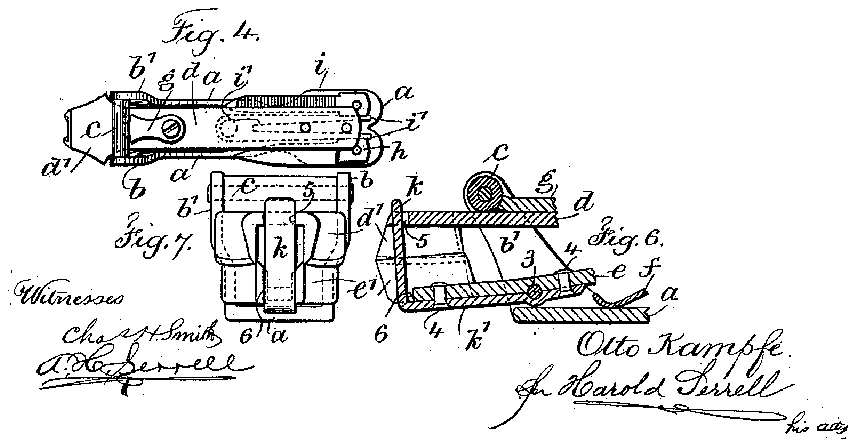 Fig. 4.
b' g d a i' i a
c
d' b a i' h
b' c 5 b
d'
Fig. 7.
k
e'
6 a
c k g
d
5 b' Fig. 6.
3 4 e f
a
6 4 k'
Witnesses
Chas H Smith
A. H. Serrell
Otto Kampfe.
Harold Serrell
his atty